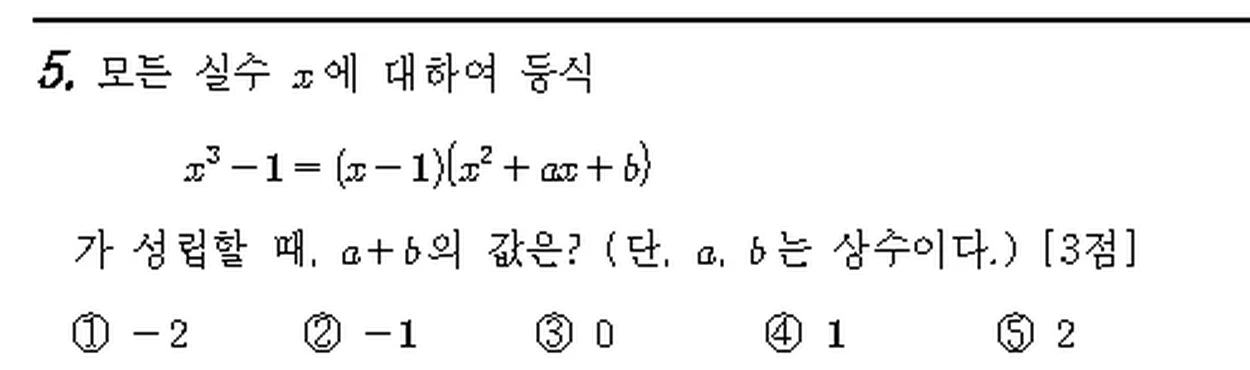 5. 모든 실수 x에 대하여 등식
x³ − 1 = (x − 1)(x² + ax + b)
가 성립할 때, a+b의 값은? (단, a, b는 상수이다.) [3점]
① −2 ② −1 ③ 0 ④ 1 ⑤ 2